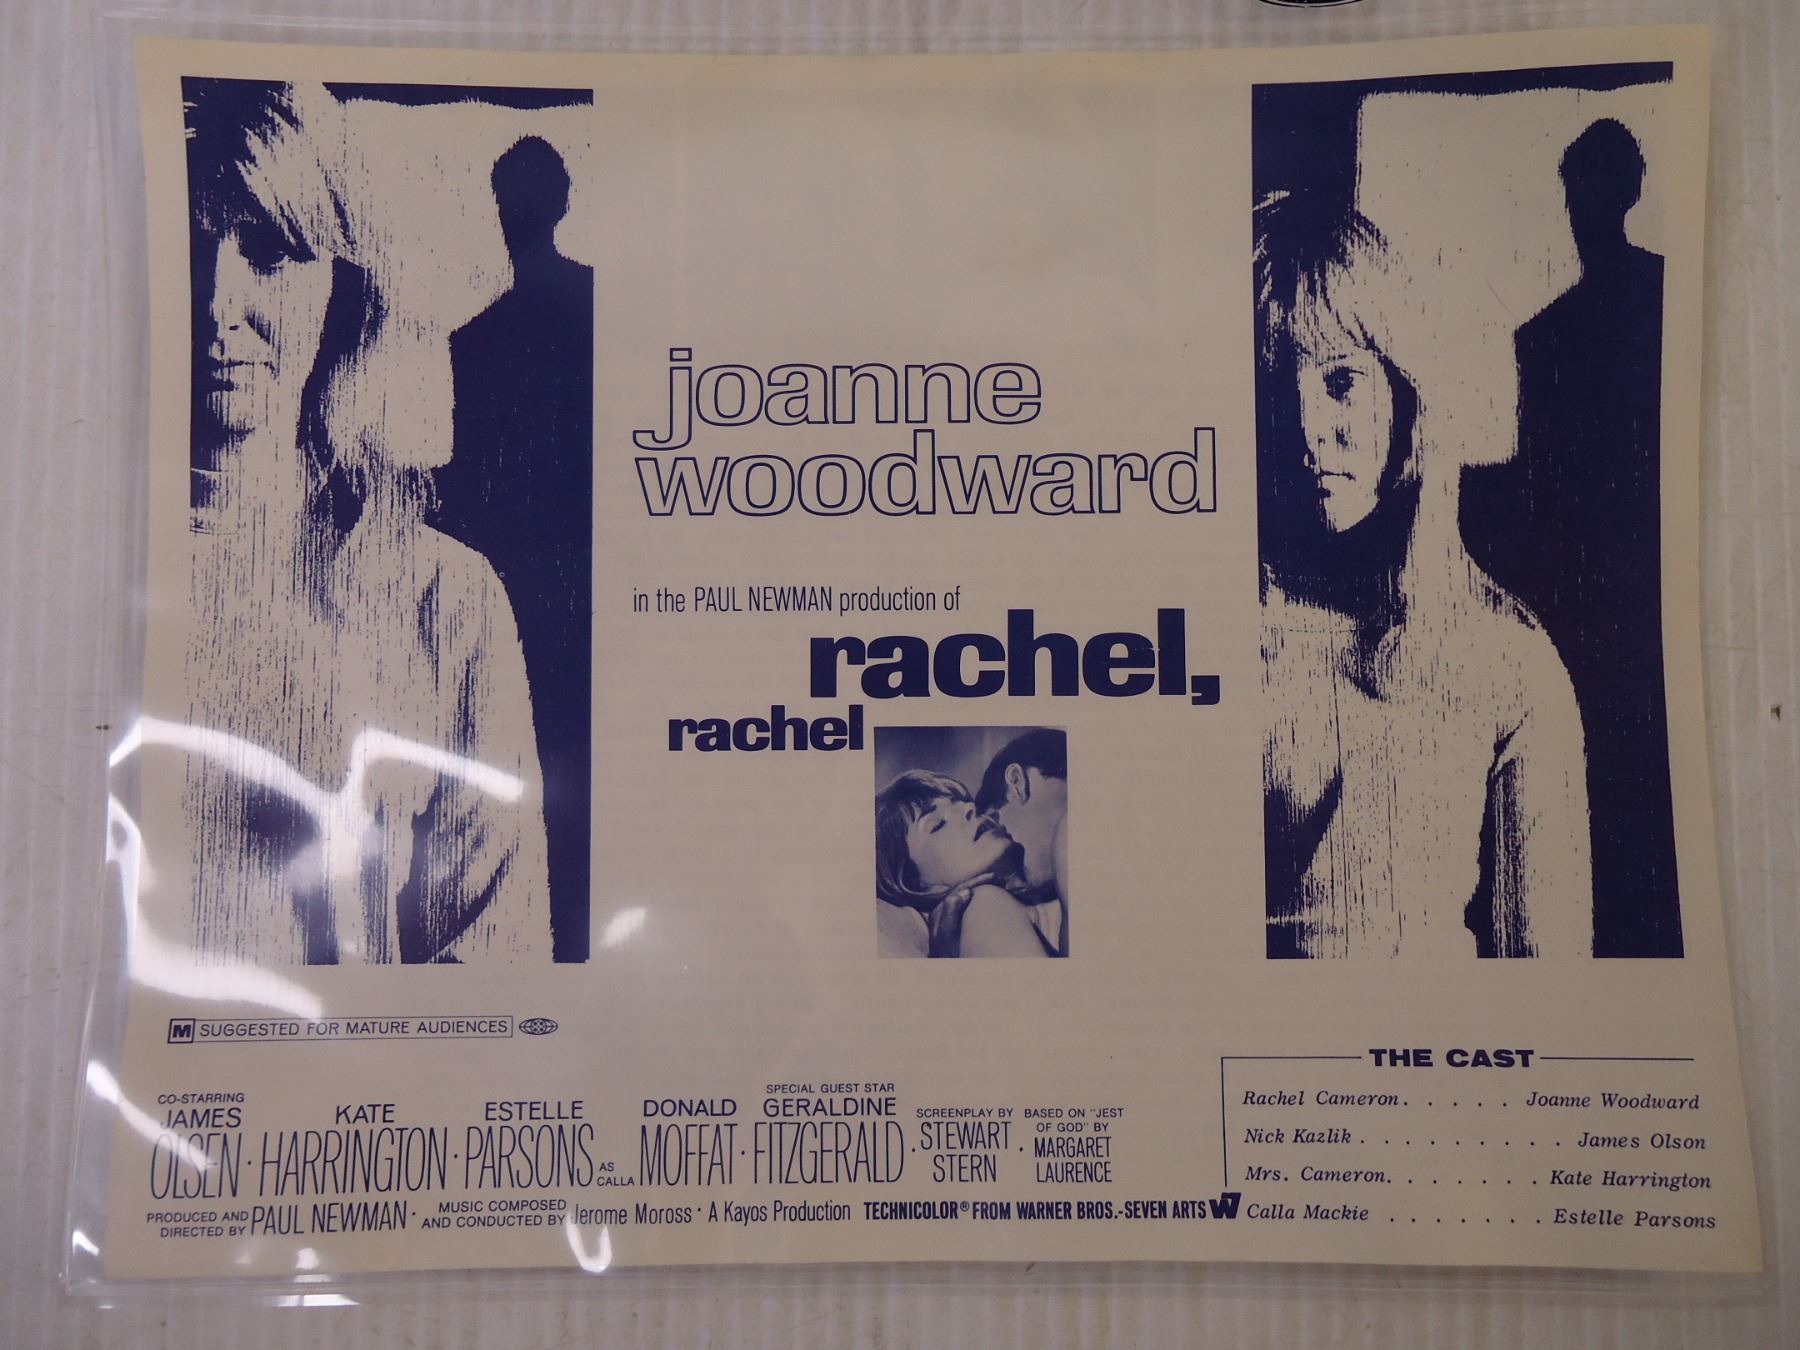 joanne
woodward
in the PAUL NEWMAN production of
rachel,
rachel
M SUGGESTED FOR MATURE AUDIENCES
CO-STARRING
JAMES OLSEN · KATE HARRINGTON · ESTELLE PARSONS AS CALLA · DONALD MOFFAT · SPECIAL GUEST STAR GERALDINE FITZGERALD · SCREENPLAY BY STEWART STERN · BASED ON "JEST OF GOD" BY MARGARET LAURENCE
PRODUCED AND DIRECTED BY PAUL NEWMAN · MUSIC COMPOSED AND CONDUCTED BY Jerome Moross · A Kayos Production TECHNICOLOR® FROM WARNER BROS.-SEVEN ARTS W7
THE CAST
Rachel Cameron. . . . . Joanne Woodward
Nick Kazlik . . . . . . . . . James Olson
Mrs. Cameron. . . . . . . Kate Harrington
Calla Mackie . . . . . . . Estelle Parsons